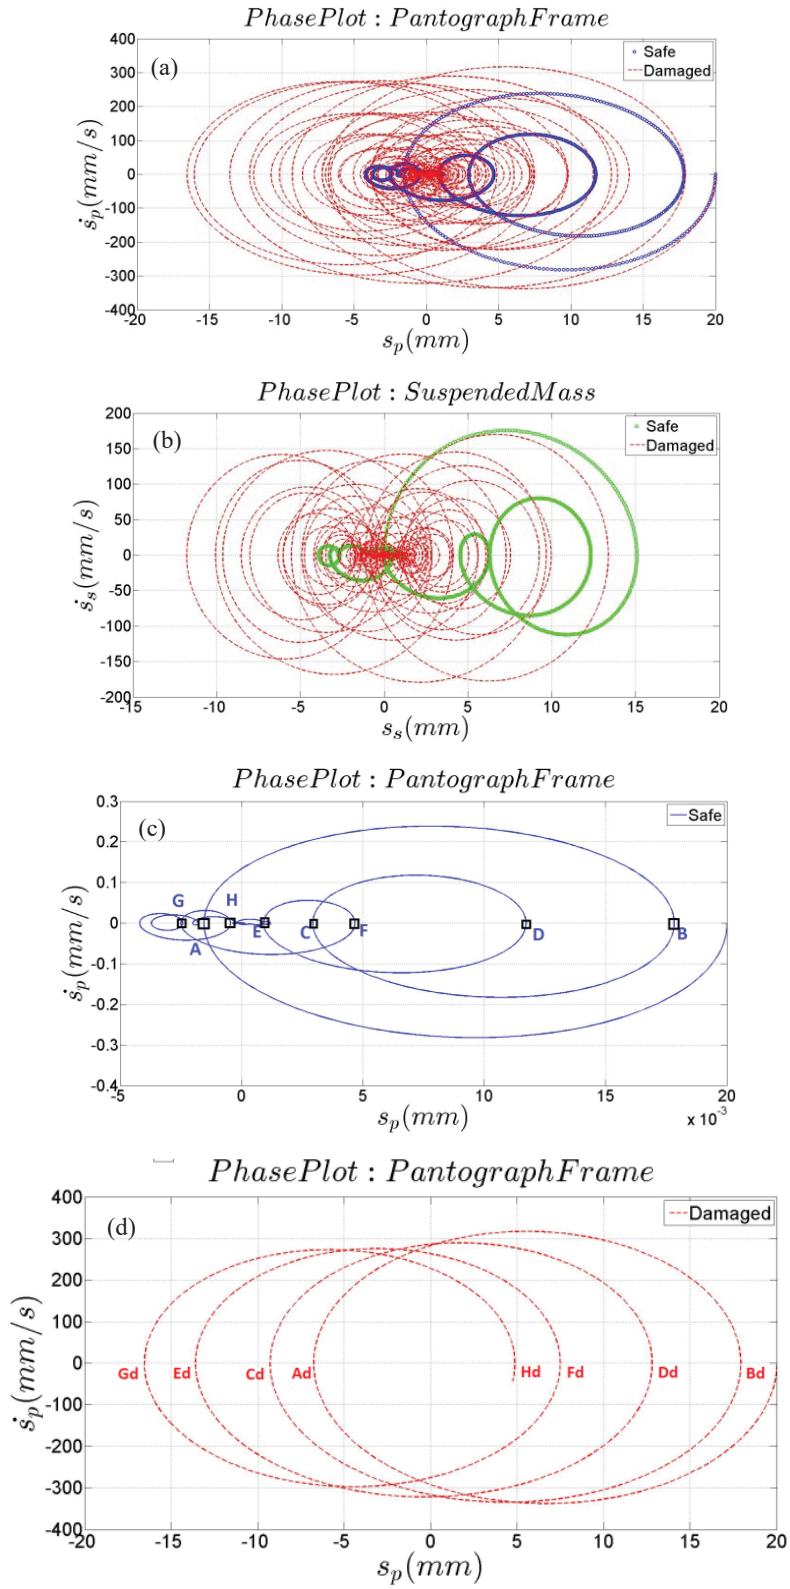 PhasePlot : PantographFrame
(a)
Safe
Damaged
400
300
200
100
0
-100
-200
-300
-400
ṡp(mm/s)
-20 -15 -10 -5 0 5 10 15 20
sp(mm)
PhasePlot : SuspendedMass
(b)
Safe
Damaged
200
150
100
50
0
-50
-100
-150
-200
ṡs(mm/s)
-15 -10 -5 0 5 10 15 20
ss(mm)
PhasePlot : PantographFrame
(c)
Safe
0.3
0.2
0.1
0
-0.1
-0.2
-0.3
-0.4
ṡp(mm/s)
G H
A E C F D B
-5 0 5 10 15 20
x 10⁻³
sp(mm)
PhasePlot : PantographFrame
(d)
Damaged
400
300
200
100
0
-100
-200
-300
-400
ṡp(mm/s)
Gd Ed Cd Ad Hd Fd Dd Bd
-20 -15 -10 -5 0 5 10 15 20
sp(mm)